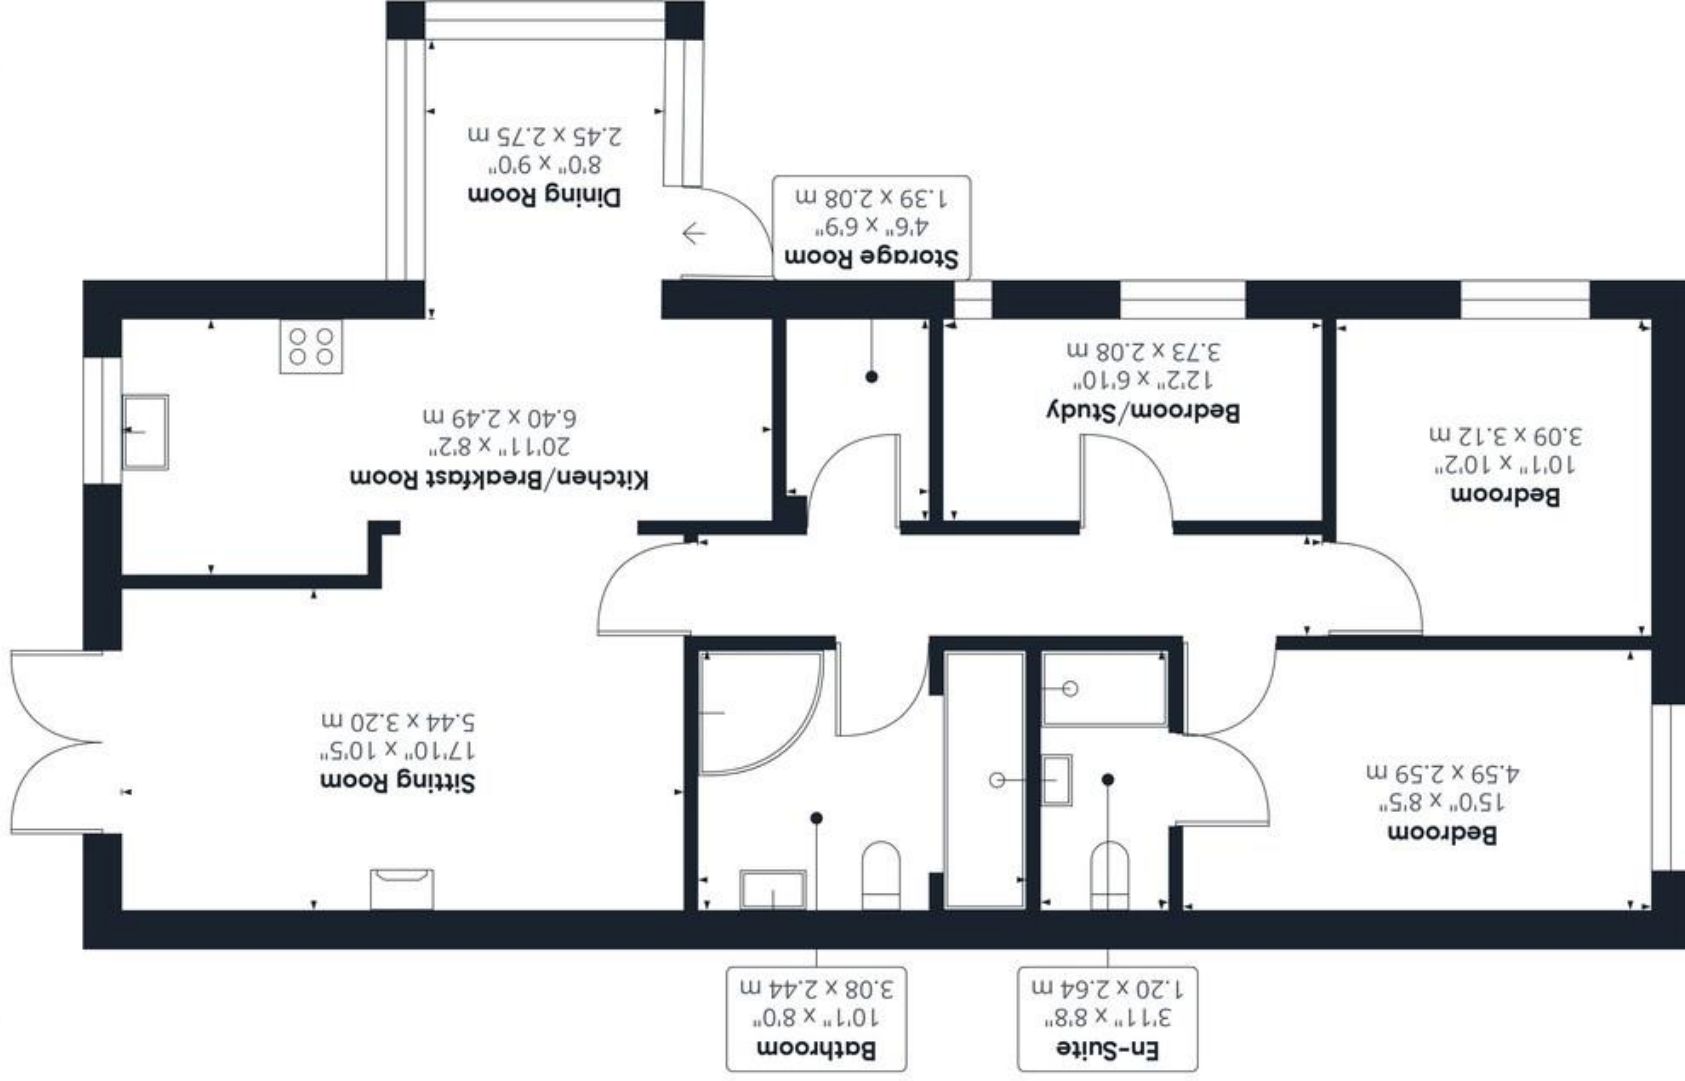 En-Suite
3'11" x 8'8"
1.20 x 2.64 m
Bathroom
10'1" x 8'0"
3.08 x 2.44 m
Bedroom
15'0" x 8'5"
4.59 x 2.59 m
Sitting Room
17'10" x 10'5"
5.44 x 3.20 m
Bedroom
10'1" x 10'2"
3.09 x 3.12 m
Bedroom/Study
12'2" x 6'10"
3.73 x 2.08 m
Kitchen/Breakfast Room
20'11" x 8'2"
6.40 x 2.49 m
Storage Room
4'6" x 6'9"
1.39 x 2.08 m
Dining Room
8'0" x 9'0"
2.45 x 2.75 m